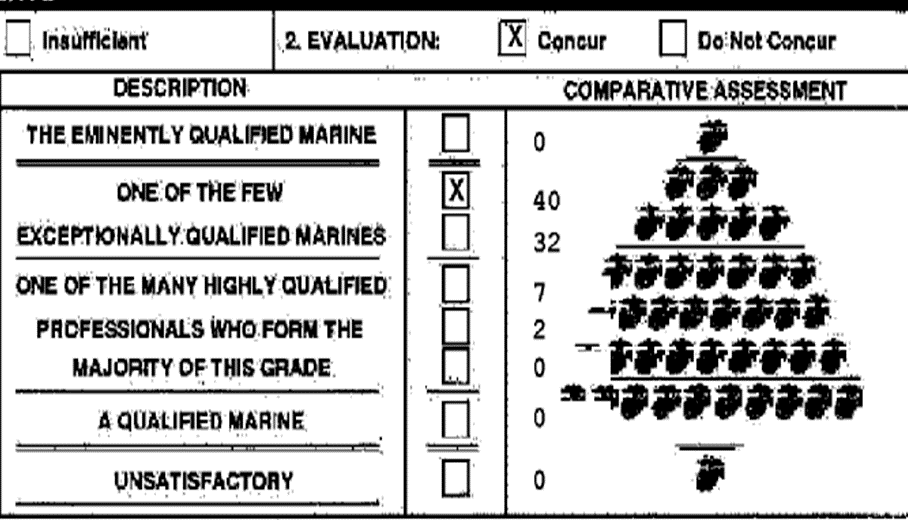 Insufficient 2. EVALUATION: X Concur Do Not Concur
DESCRIPTION COMPARATIVE ASSESSMENT
THE EMINENTLY QUALIFIED MARINE 0
ONE OF THE FEW X 40
EXCEPTIONALLY QUALIFIED MARINES 32
ONE OF THE MANY HIGHLY QUALIFIED 7
PROFESSIONALS WHO FORM THE 2
MAJORITY OF THIS GRADE 0
A QUALIFIED MARINE 0
UNSATISFACTORY 0